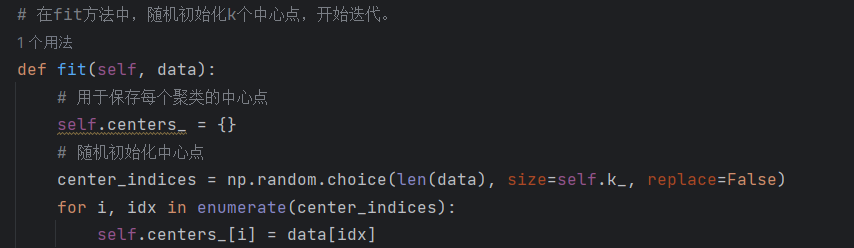 # 在fit方法中，随机初始化k个中心点，开始迭代。
1 个用法
def fit(self, data):
    # 用于保存每个聚类的中心点
    self.centers_ = {}
    # 随机初始化中心点
    center_indices = np.random.choice(len(data), size=self.k_, replace=False)
    for i, idx in enumerate(center_indices):
        self.centers_[i] = data[idx]